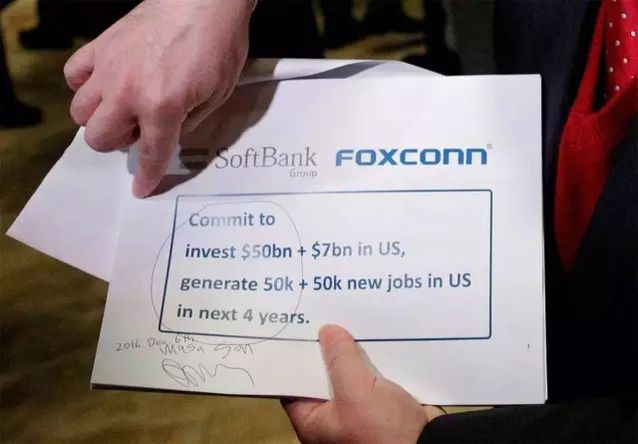 SoftBank
Group
FOXCONN
Commit to
invest $50bn + $7bn in US,
generate 50k + 50k new jobs in US
in next 4 years.
2016. Dec. 6th
Masa Son